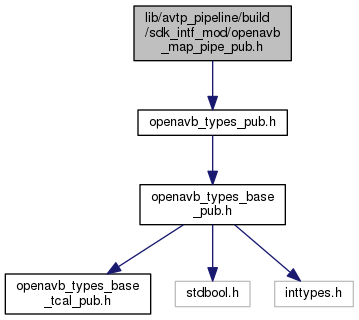 lib/avtp_pipeline/build
/sdk_intf_mod/openavb
_map_pipe_pub.h
openavb_types_pub.h
openavb_types_base
_pub.h
openavb_types_base
_tcal_pub.h
stdbool.h
inttypes.h